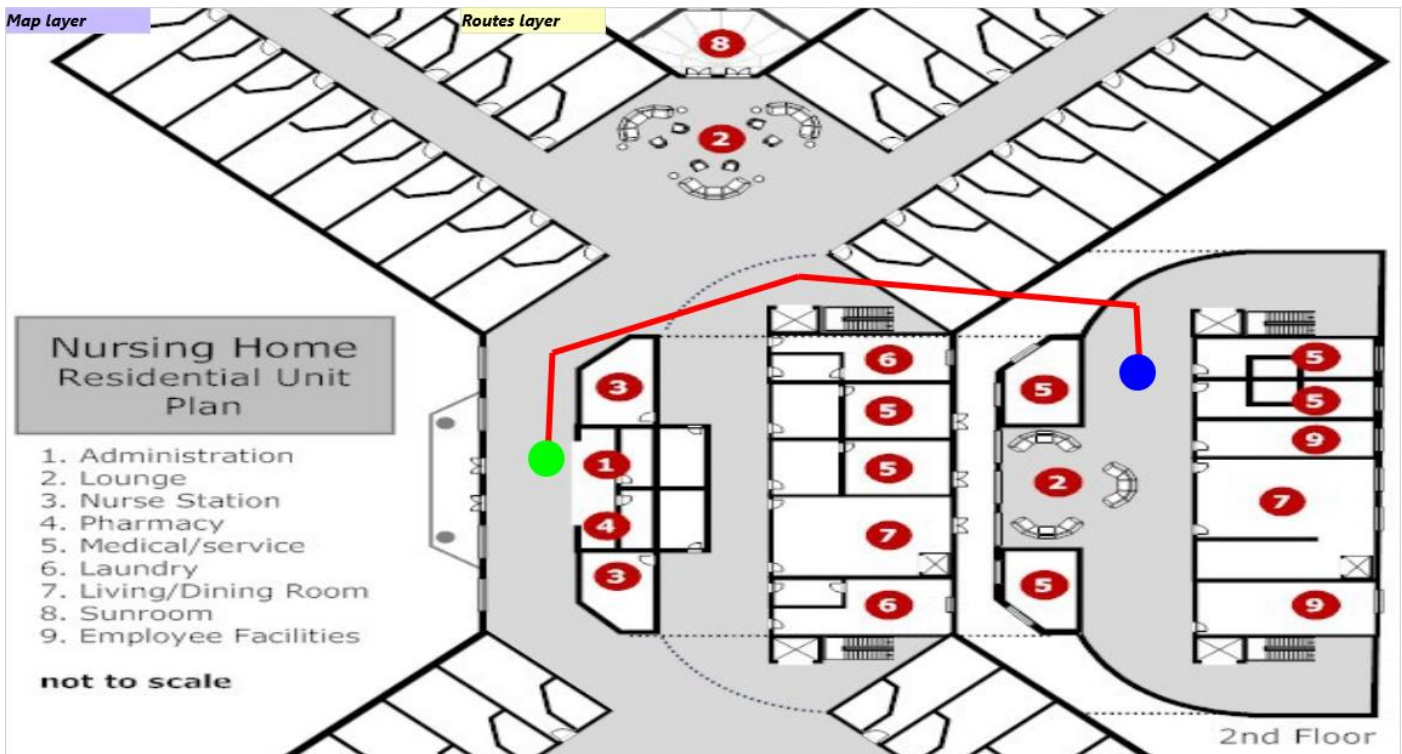 Map layer
Routes layer
8
2
Nursing Home
Residential Unit
Plan
1. Administration
2. Lounge
3. Nurse Station
4. Pharmacy
5. Medical/service
6. Laundry
7. Living/Dining Room
8. Sunroom
9. Employee Facilities
not to scale
3
1
4
3
6
5
5
7
6
5
2
5
5
5
9
7
9
2nd Floor